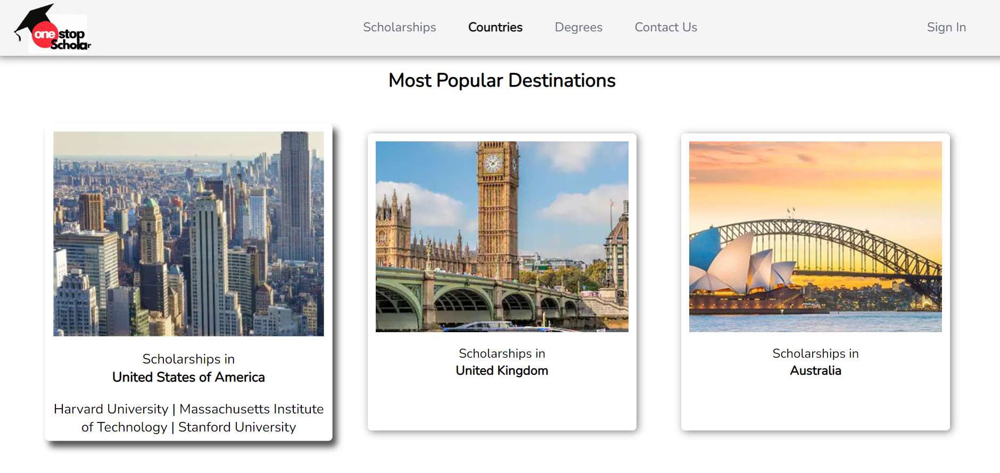 one stop
Scholar
Scholarships Countries Degrees Contact Us Sign In
Most Popular Destinations
Scholarships in
United States of America
Harvard University | Massachusetts Institute
of Technology | Stanford University
Scholarships in
United Kingdom
Scholarships in
Australia